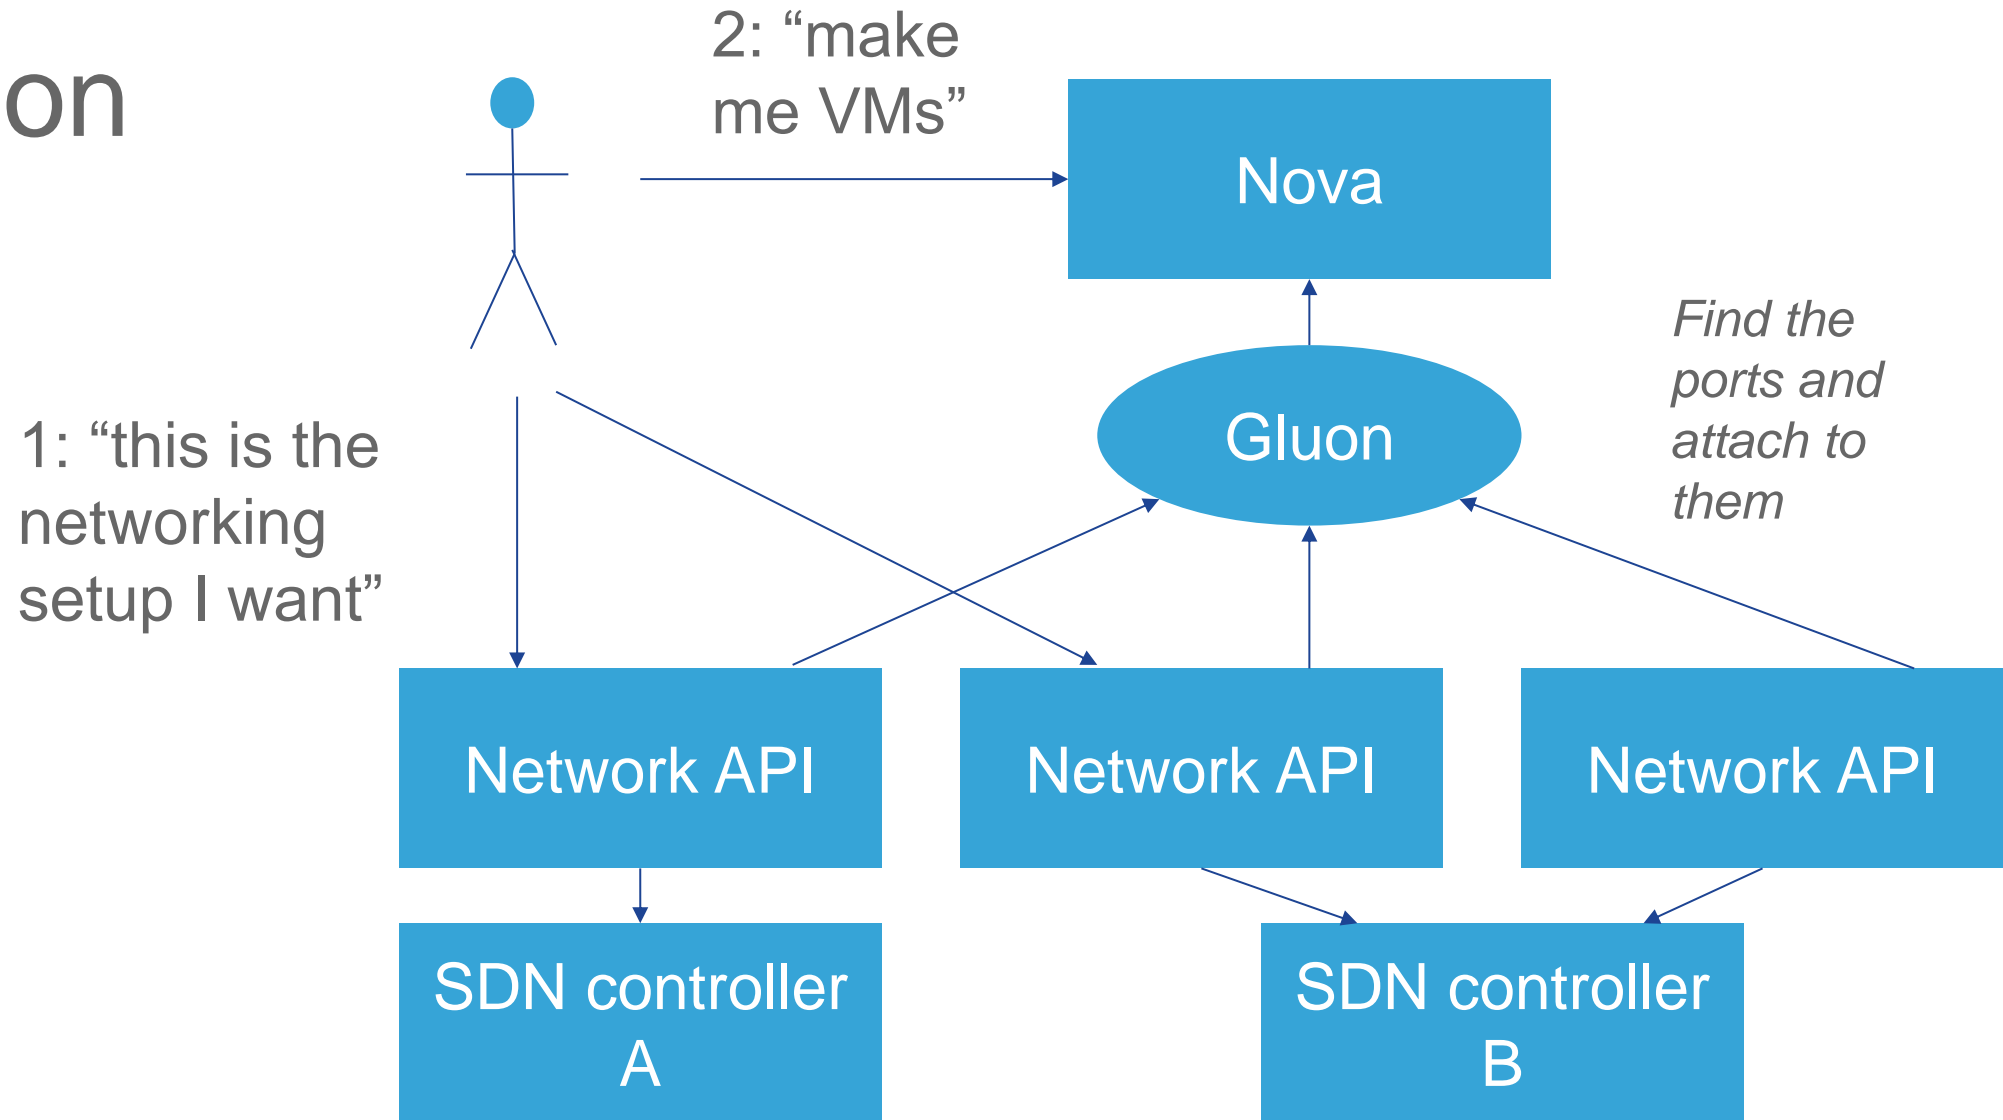 on
2: “make
me VMs”
Nova
Find the
ports and
attach to
them
Gluon
1: “this is the
networking
setup I want”
Network API
Network API
Network API
SDN controller
A
SDN controller
B